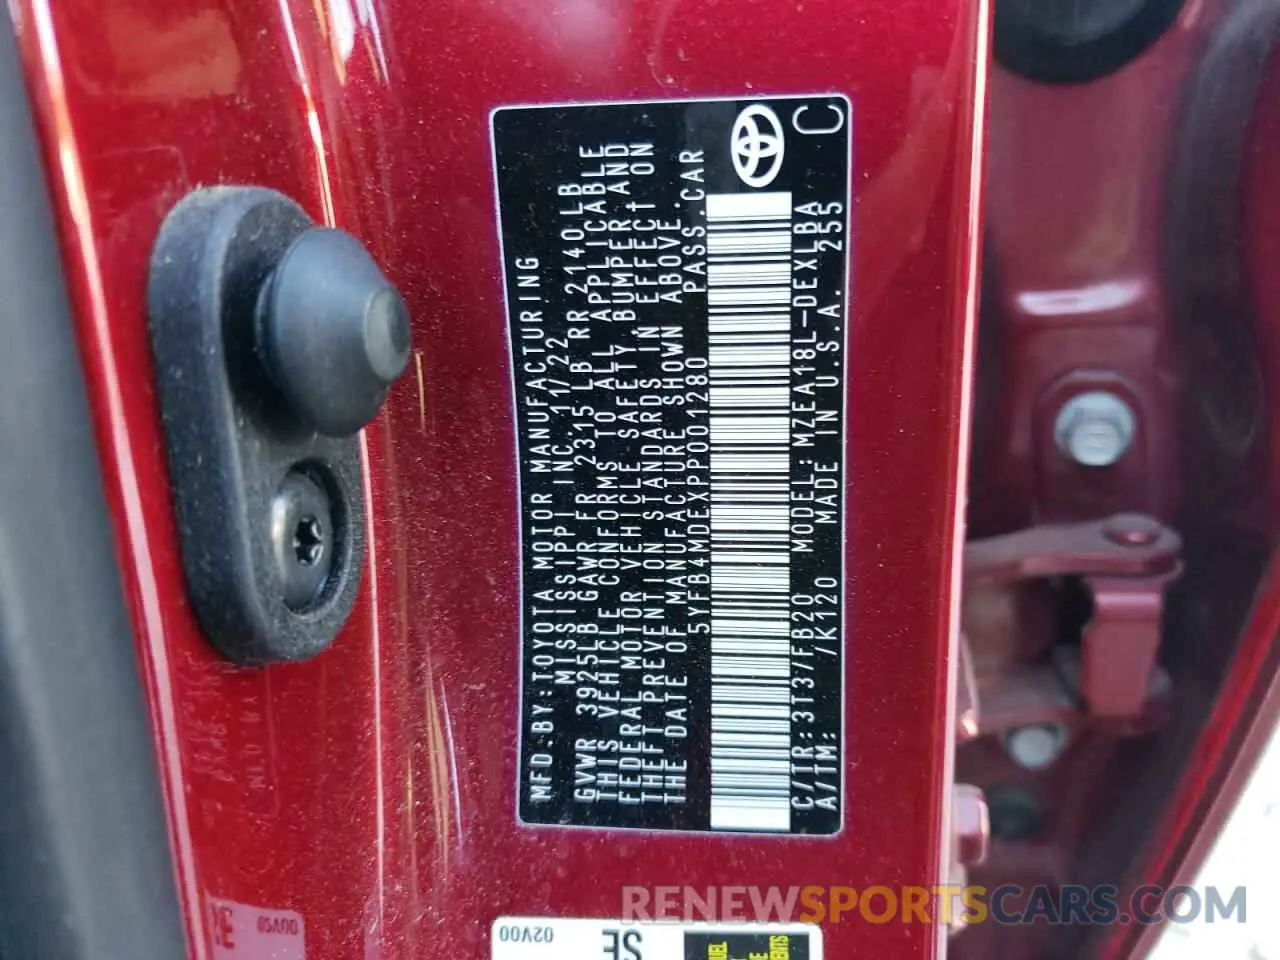 MFD.BY:TOYOTA MOTOR MANUFACTURING
MISSISSIPPI INC. 11/22
GVWR 3925LB GAWR FR 2315 LB RR 2140 LB
THIS VEHICLE CONFORMS TO ALL APPLICABLE
FEDERAL MOTOR VEHICLE SAFETY, BUMPER AND
THEFT PREVENTION STANDARDS IN EFFECT ON
THE DATE OF MANUFACTURE SHOWN ABOVE.
5YFB4MDEXPP001280 PASS.CAR
C/TR:3T3/FB20 MODEL:MZEA18L-DEXLBA
A/TM: /K120 MADE IN U.S.A. 255
C
02V00
SE
RENEWSPORTSCARS.COM